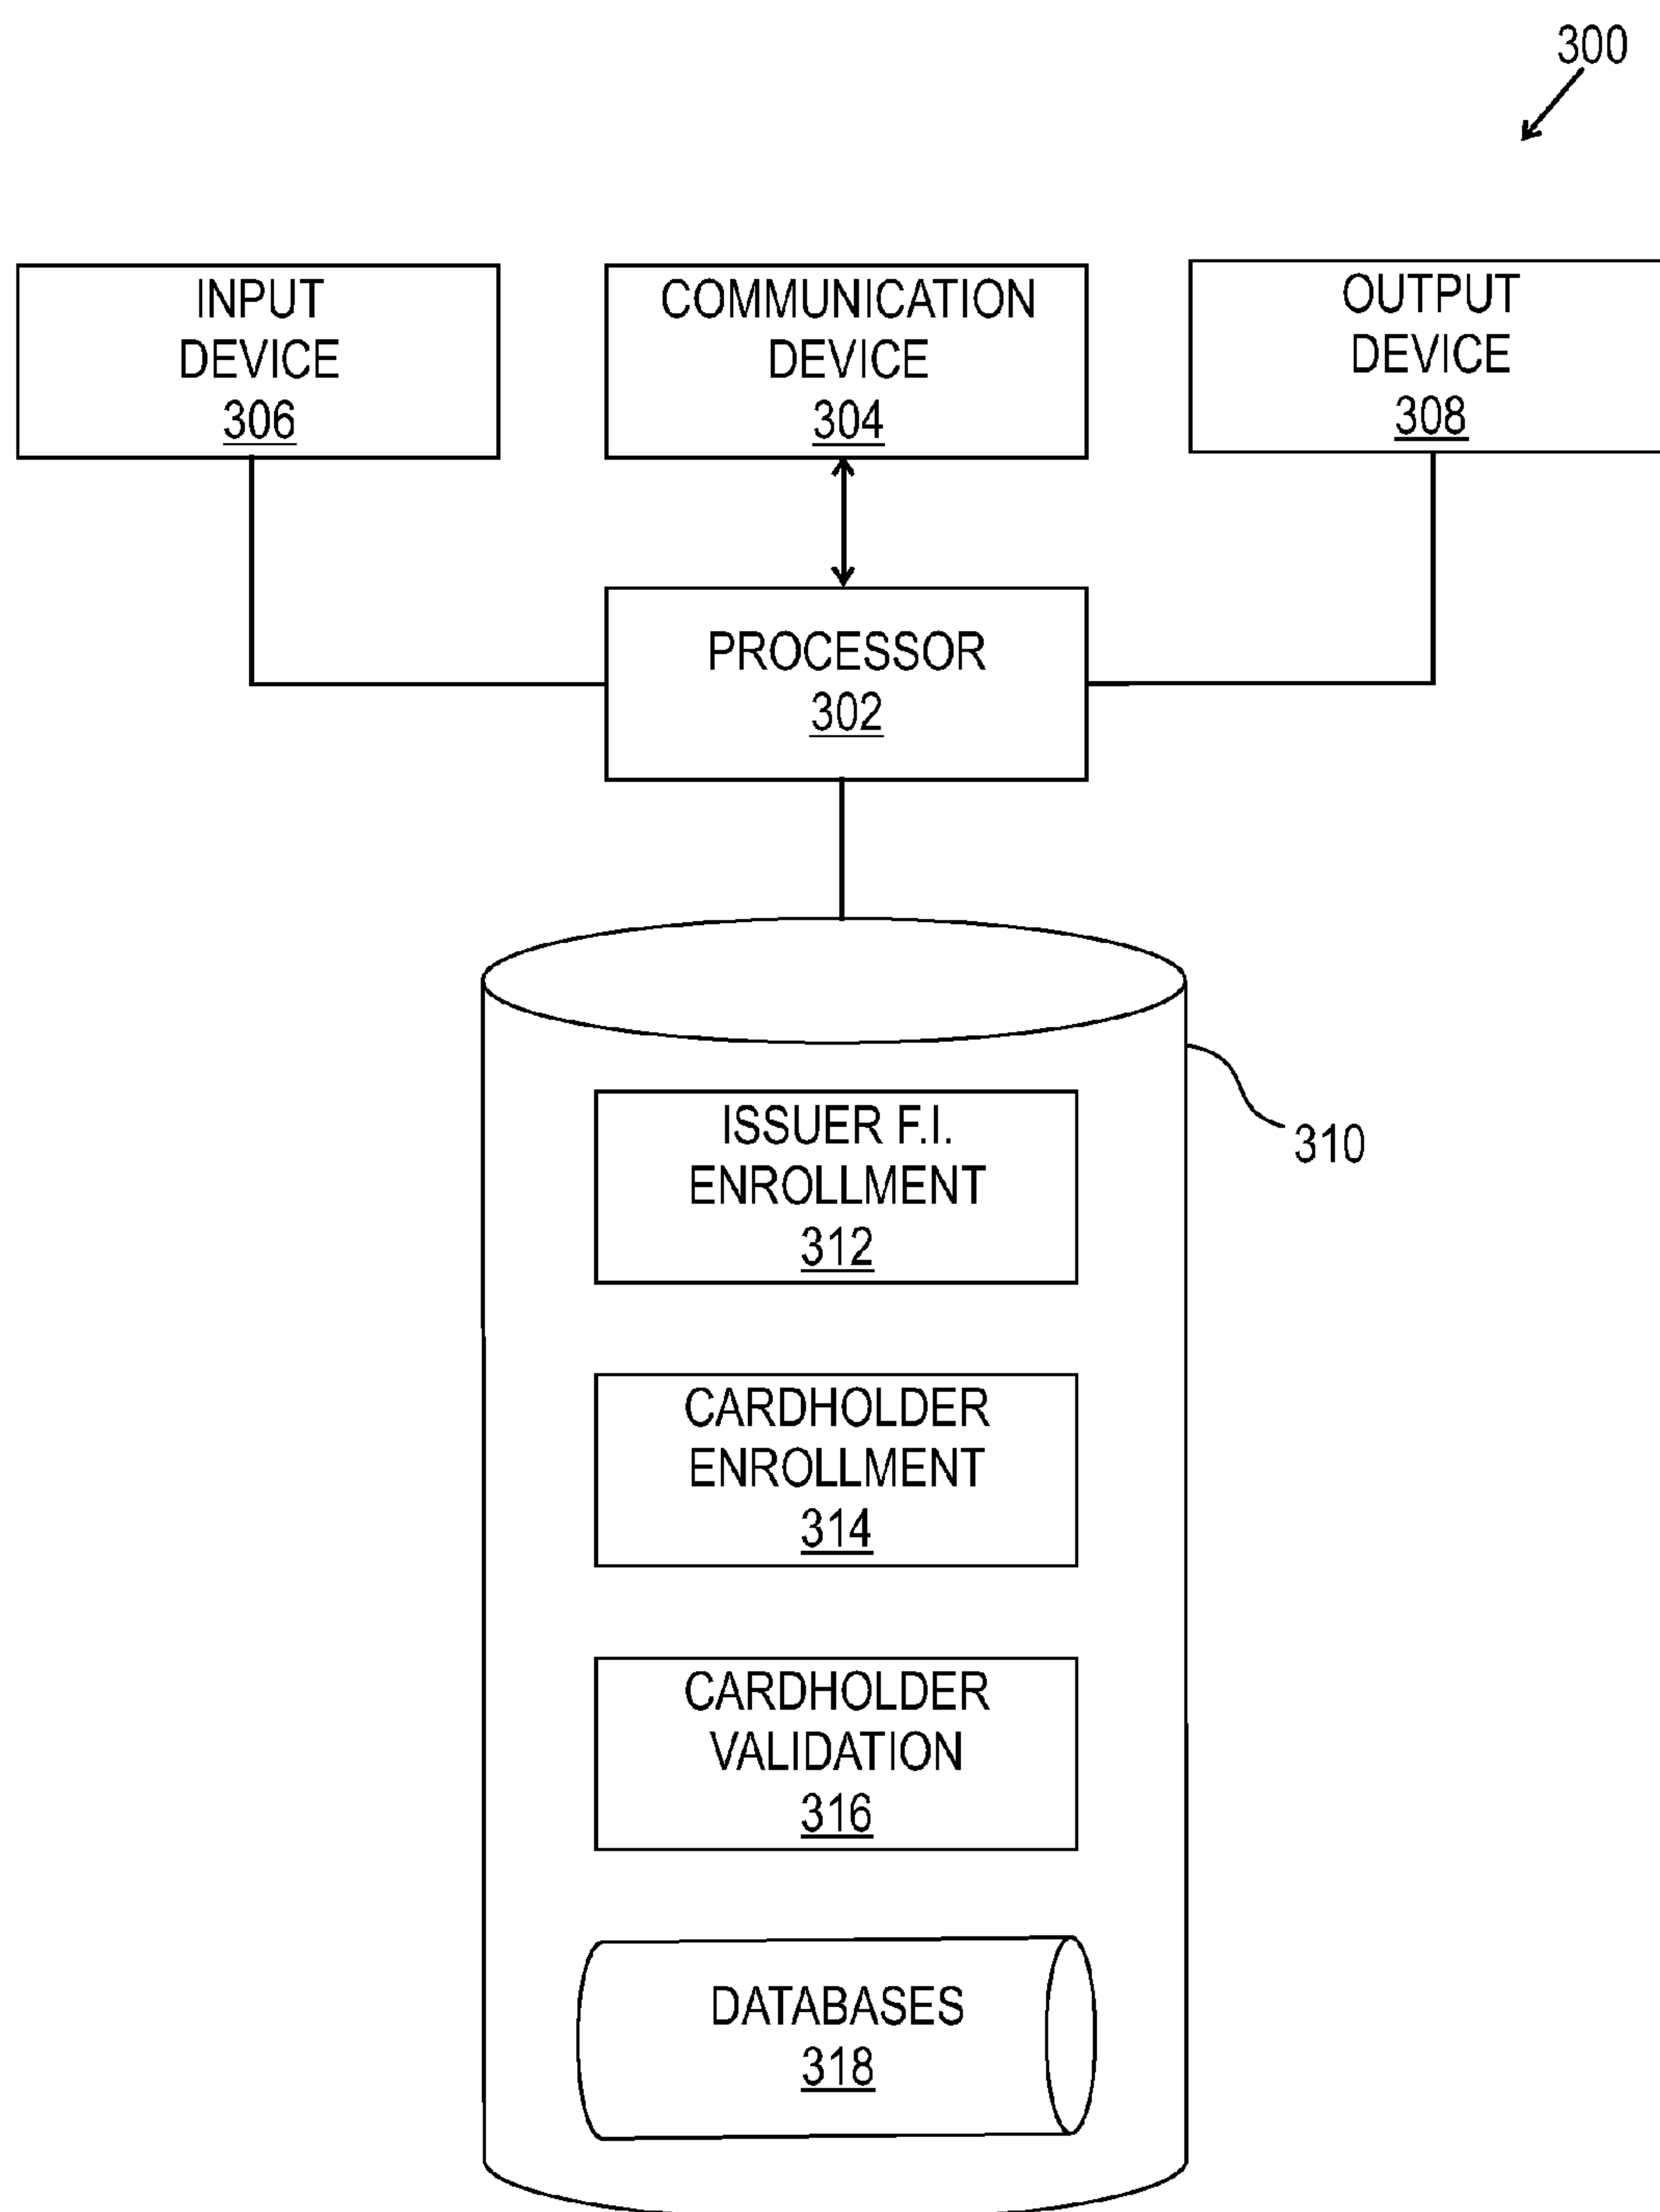 300
INPUT
DEVICE
306
COMMUNICATION
DEVICE
304
OUTPUT
DEVICE
308
PROCESSOR
302
310
ISSUER F.I.
ENROLLMENT
312
CARDHOLDER
ENROLLMENT
314
CARDHOLDER
VALIDATION
316
DATABASES
318